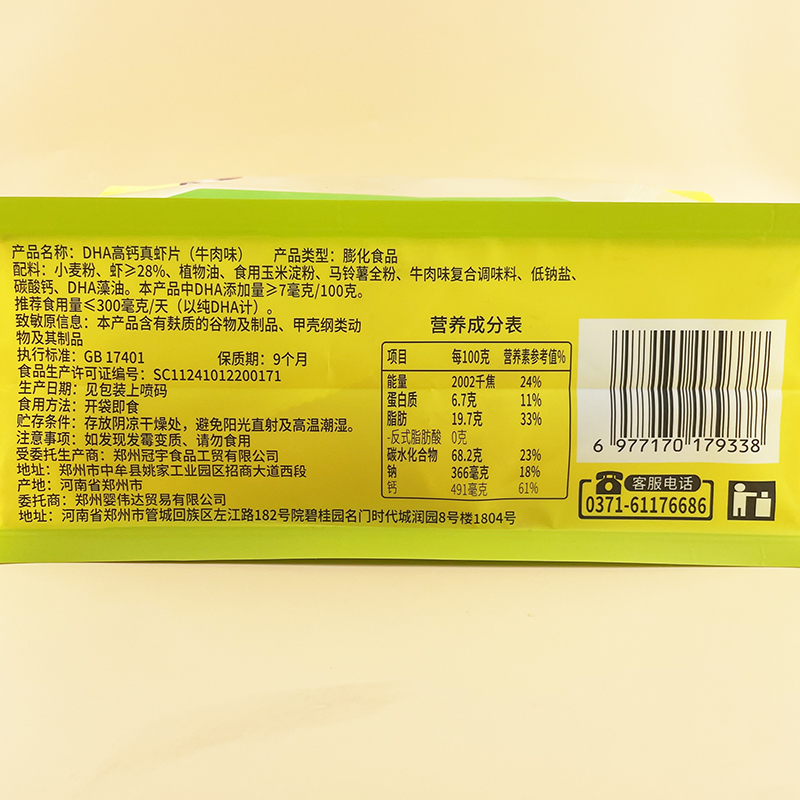 产品名称：DHA高钙真虾片（牛肉味） 产品类型：膨化食品
配料：小麦粉、虾≥28%、植物油、食用玉米淀粉、马铃薯全粉、牛肉味复合调味料、低钠盐、
碳酸钙、DHA藻油。本产品中DHA添加量≥7毫克/100克。
推荐食用量≤300毫克/天（以纯DHA计）。
致敏原信息：本产品含有麸质的谷物及制品、甲壳纲类动
物及其制品
执行标准：GB 17401 保质期：9个月
食品生产许可证编号：SC11241012200171
生产日期：见包装上喷码
食用方法：开袋即食
贮存条件：存放阴凉干燥处，避免阳光直射及高温潮湿。
注意事项：如发现发霉变质、请勿食用
受委托生产商：郑州冠宇食品工贸有限公司
地址：郑州市中牟县姚家工业园区招商大道西段
产地：河南省郑州市
委托商：郑州婴伟达贸易有限公司
地址：河南省郑州市管城回族区左江路182号院碧桂园名门时代城润园8号楼1804号
营养成分表
项目 每100克 营养素参考值%
能量 2002千焦 24%
蛋白质 6.7克 11%
脂肪 19.7克 33%
-反式脂肪酸 0克
碳水化合物 68.2克 23%
钠 366毫克 18%
钙 491毫克 61%
6 977170 179338
客服电话
0371-61176686